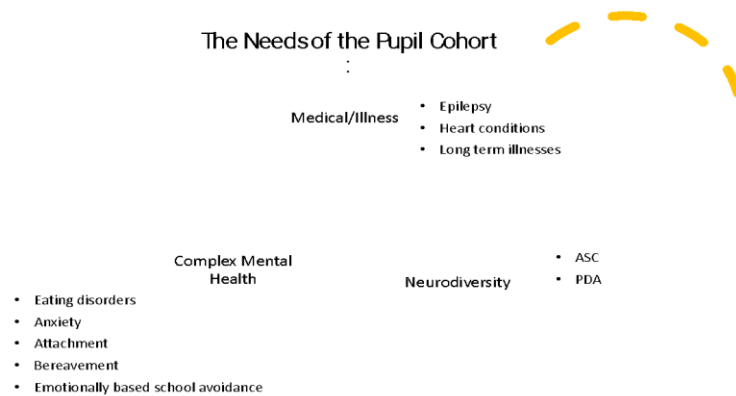 The Needs of the Pupil Cohort
:
Medical/Illness
• Epilepsy
• Heart conditions
• Long term illnesses
Complex Mental
Health
• Eating disorders
• Anxiety
• Attachment
• Bereavement
• Emotionally based school avoidance
Neurodiversity
• ASC
• PDA